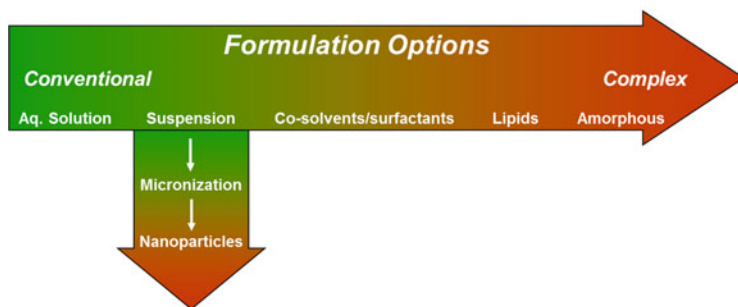 Formulation Options
Conventional Complex
Aq. Solution Suspension Co-solvents/surfactants Lipids Amorphous
Micronization
Nanoparticles